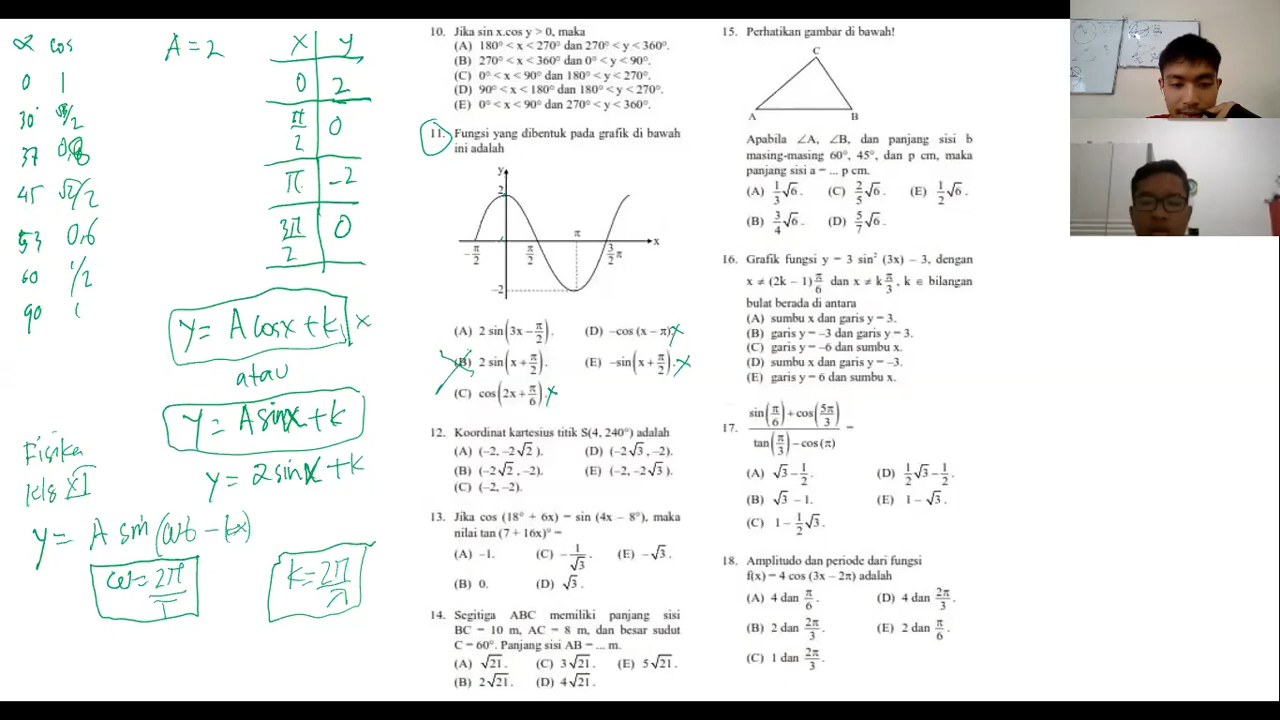 α cos
0 1
30 √3/2
37 0,8
45 √2/2
53 0,6
60 1/2
90
A = 2
x y
0 2
π/2 0
π -2
3π/2 0
y = A cos x + k
x
atau
y = A sin x + k
y = 2 sin x + k
Fisika
kls XI
y = A sin (ωt - kx)
ω = 2π/T
k = 2π/λ
10. Jika sin x.cos y > 0, maka
(A) 180° < x < 270° dan 270° < y < 360°.
(B) 270° < x < 360° dan 0° < y < 90°.
(C) 0° < x < 90° dan 180° < y < 270°.
(D) 90° < x < 180° dan 180° < y < 270°.
(E) 0° < x < 90° dan 270° < y < 360°.
11. Fungsi yang dibentuk pada grafik di bawah
ini adalah
y
2
π
-π/2 π/2 3/2 π x
-2
(A) 2 sin(3x - π/2). (D) -cos (x - π). x
(B) 2 sin(x + π/2). (E) -sin(x + π/2). x
(C) cos(2x + π/6). x
12. Koordinat kartesius titik S(4, 240°) adalah
(A) (-2, -2√2). (D) (-2√3, -2).
(B) (-2√2, -2). (E) (-2, -2√3).
(C) (-2, -2).
13. Jika cos (18° + 6x) = sin (4x - 8°), maka
nilai tan (7 + 16x)° =
(A) -1. (C) -1/√3. (E) -√3.
(B) 0. (D) √3.
14. Segitiga ABC memiliki panjang sisi
BC = 10 m, AC = 8 m, dan besar sudut
C = 60°. Panjang sisi AB = ... m.
(A) √21. (C) 3√21. (E) 5√21.
(B) 2√21. (D) 4√21.
15. Perhatikan gambar di bawah!
C
A B
Apabila ∠A, ∠B, dan panjang sisi b
masing-masing 60°, 45°, dan p cm, maka
panjang sisi a = ... p cm.
(A) 1/3 √6. (C) 2/5 √6. (E) 1/2 √6.
(B) 3/4 √6. (D) 5/7 √6.
16. Grafik fungsi y = 3 sin² (3x) - 3, dengan
x ≠ (2k - 1) π/6 dan x ≠ k π/3, k ∈ bilangan
bulat berada di antara
(A) sumbu x dan garis y = 3.
(B) garis y = -3 dan garis y = 3.
(C) garis y = -6 dan sumbu x.
(D) sumbu x dan garis y = -3.
(E) garis y = 6 dan sumbu x.
17. (sin(π/6) + cos(5π/3)) / (tan(π/3) - cos(π)) =
(A) √3 - 1/2. (D) 1/2 √3 - 1/2.
(B) √3 - 1. (E) 1 - √3.
(C) 1 - 1/2 √3.
18. Amplitudo dan periode dari fungsi
f(x) = 4 cos (3x - 2π) adalah
(A) 4 dan π/6. (D) 4 dan 2π/3.
(B) 2 dan 2π/3. (E) 2 dan π/6.
(C) 1 dan 2π/3.